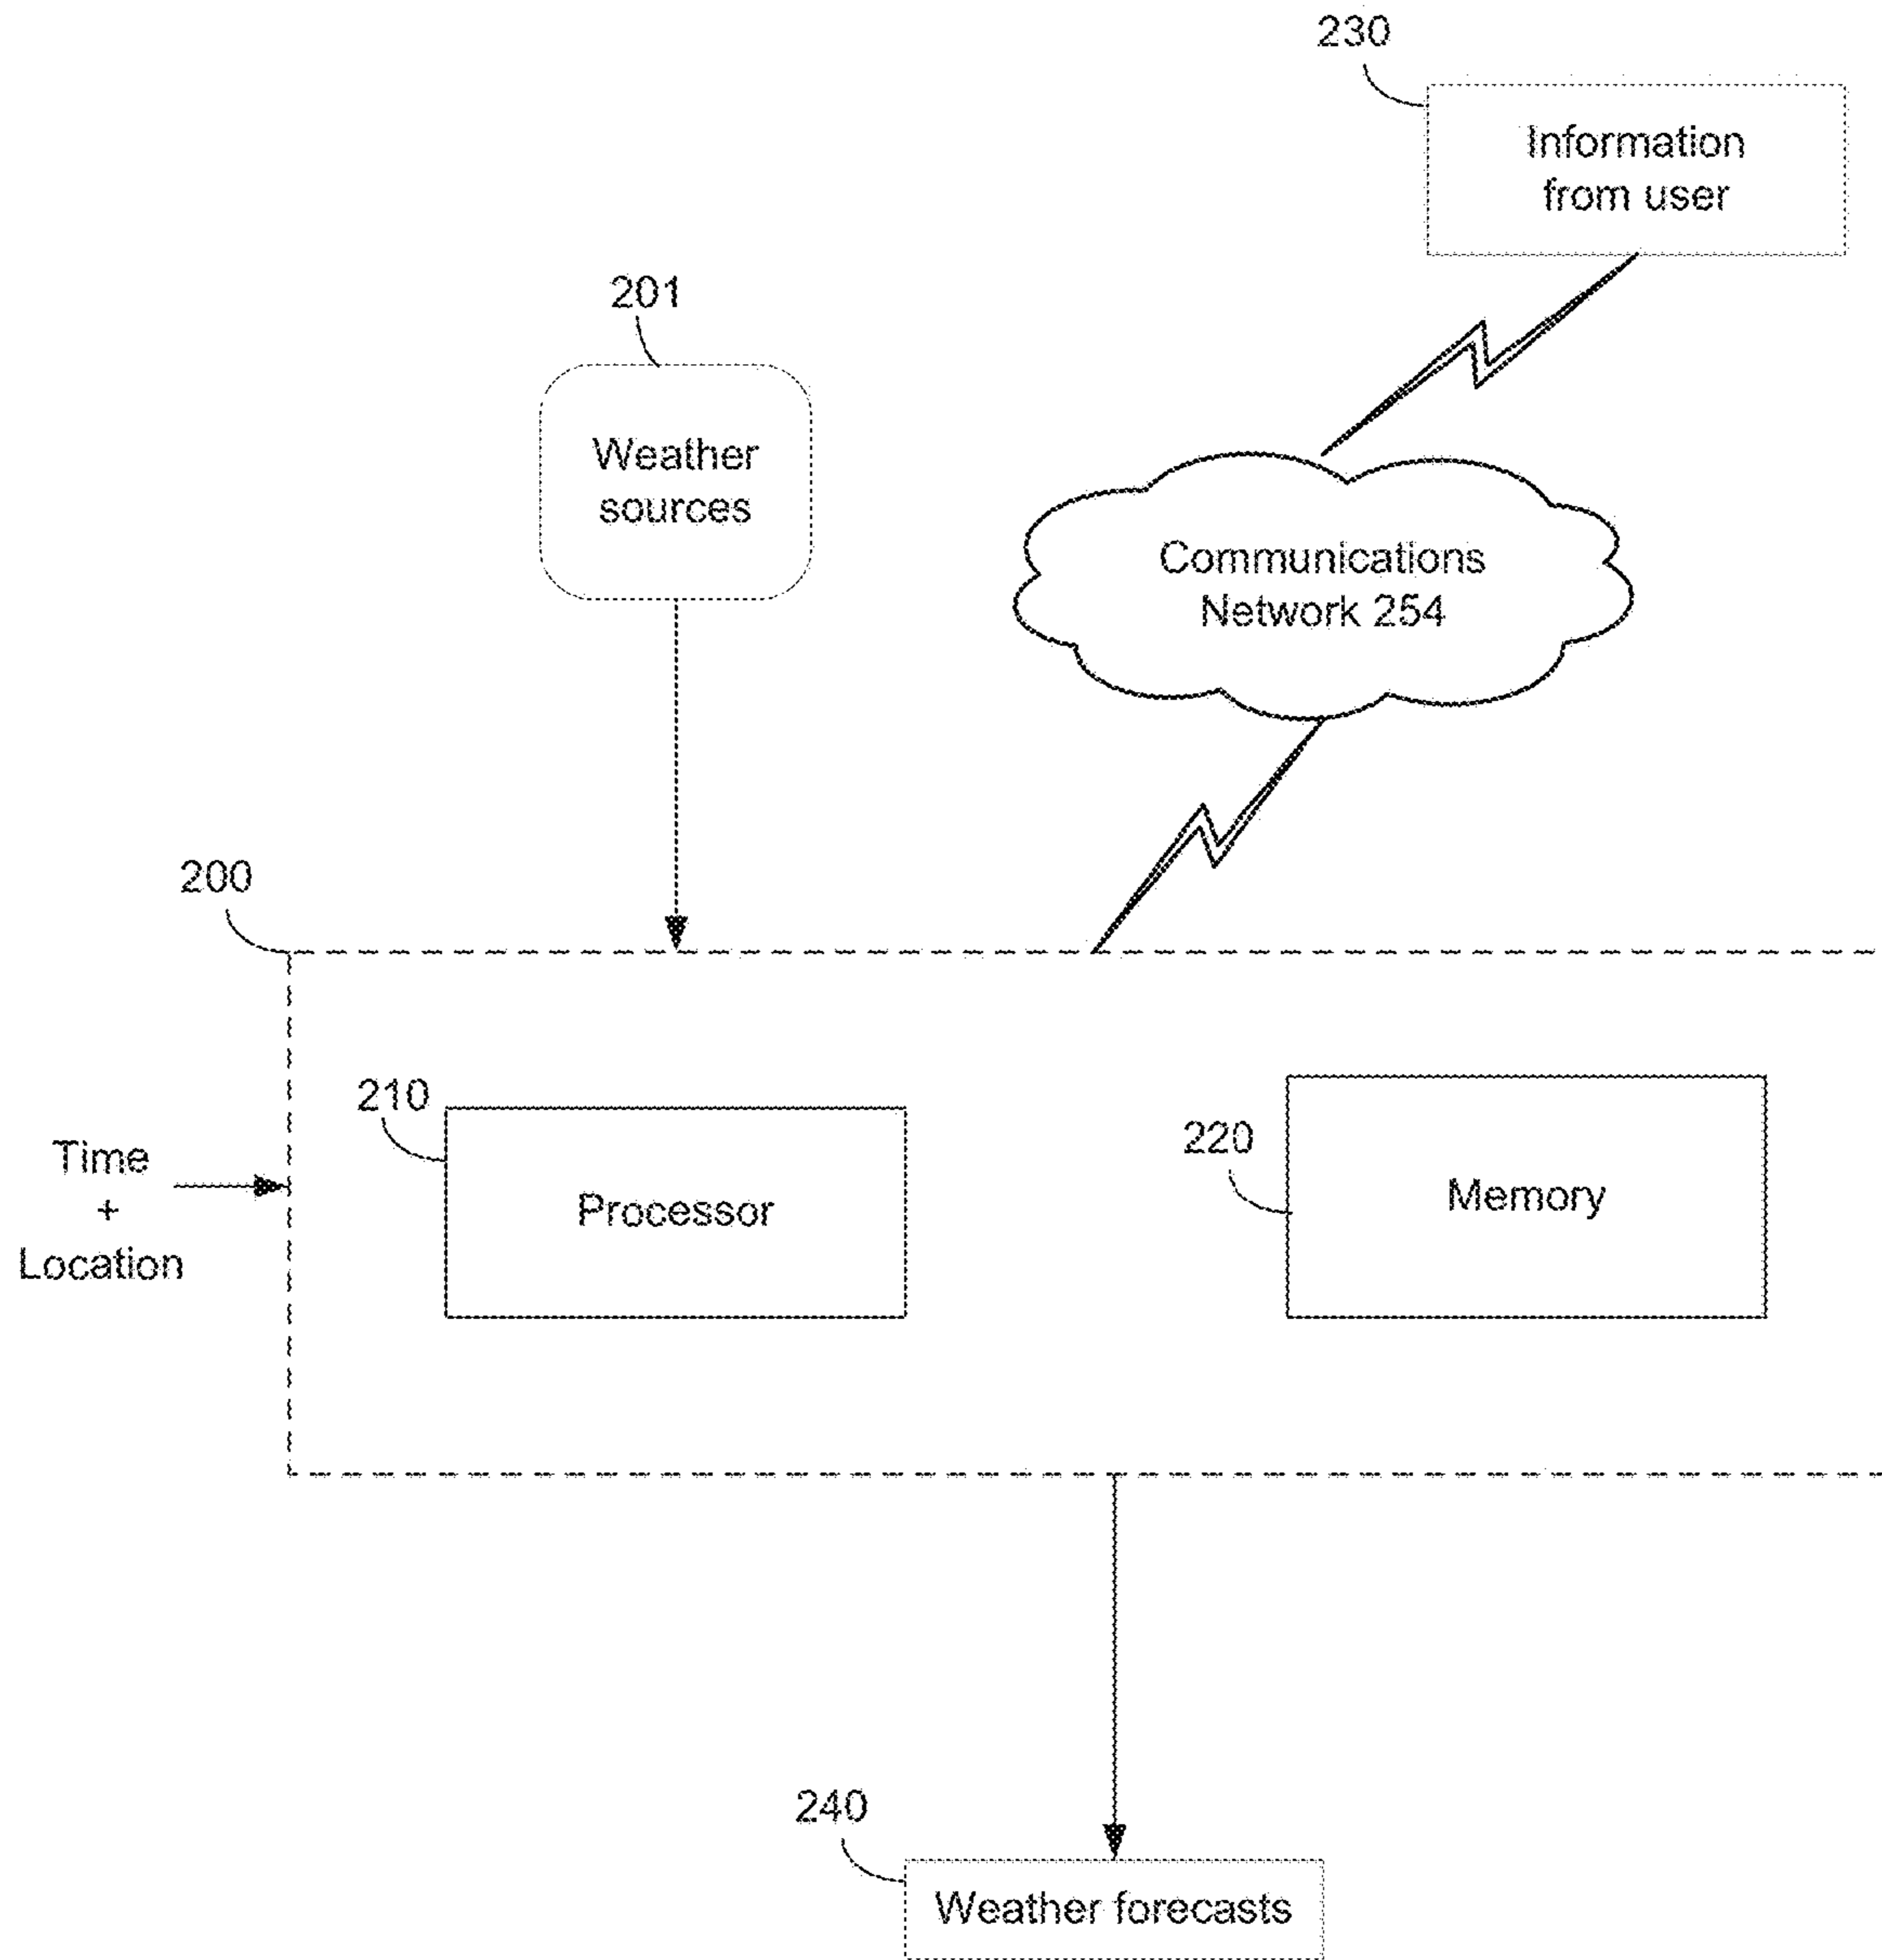 230
Information
from user
201
Weather
sources
Communications
Network 254
200
210
220
Time
+
Location
Processor
Memory
240
Weather forecasts